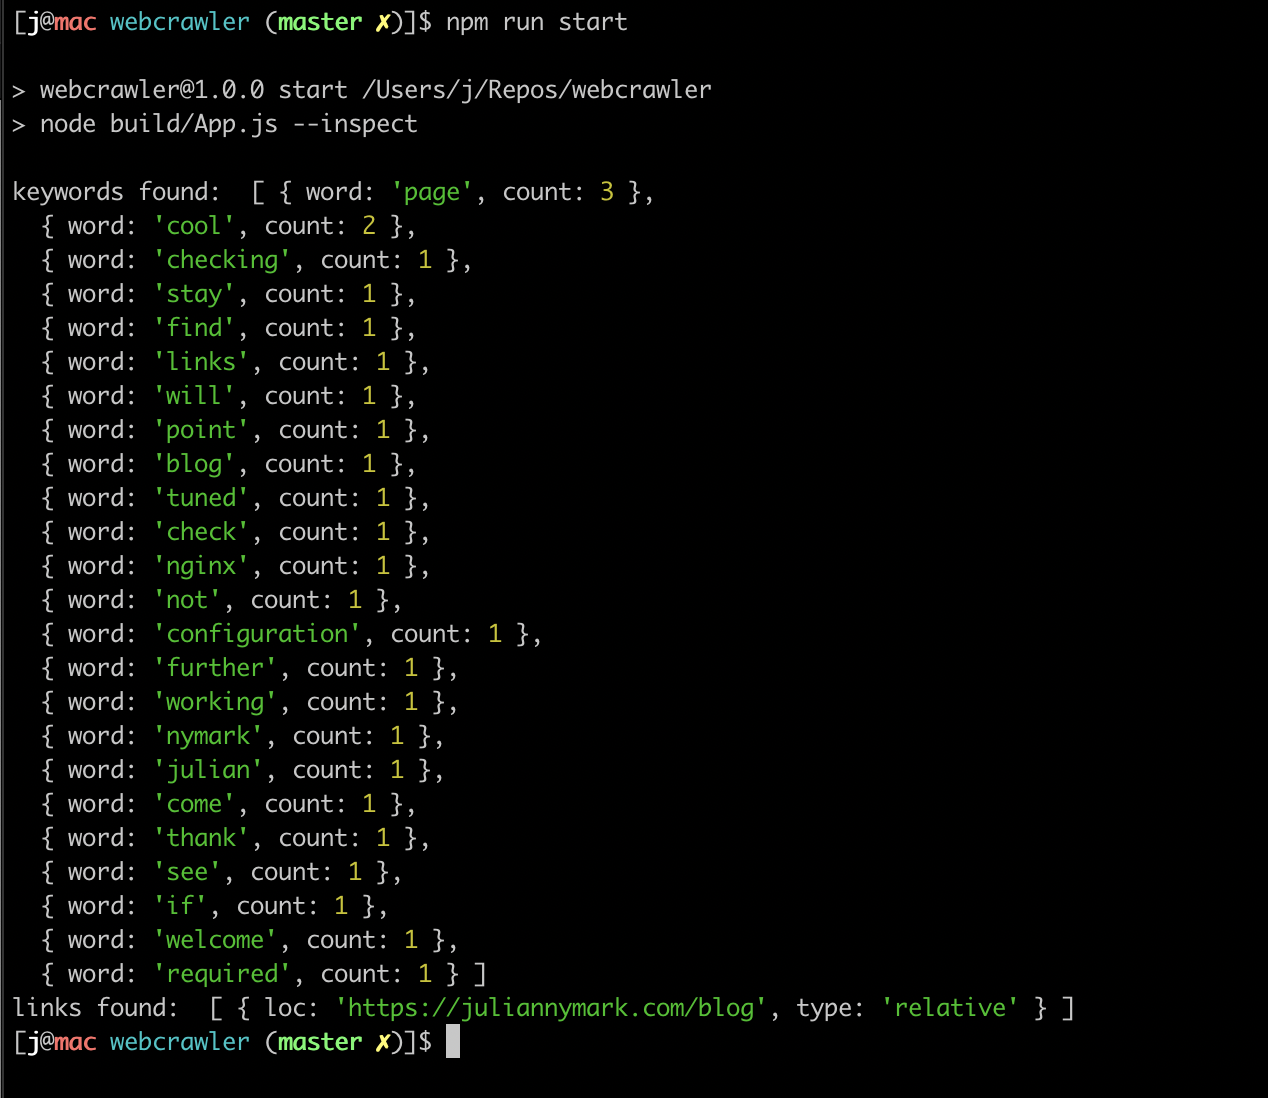 [j@mac webcrawler (master ✗)]$ npm run start
> webcrawler@1.0.0 start /Users/j/Repos/webcrawler
> node build/App.js --inspect
keywords found:  [ { word: 'page', count: 3 },
  { word: 'cool', count: 2 },
  { word: 'checking', count: 1 },
  { word: 'stay', count: 1 },
  { word: 'find', count: 1 },
  { word: 'links', count: 1 },
  { word: 'will', count: 1 },
  { word: 'point', count: 1 },
  { word: 'blog', count: 1 },
  { word: 'tuned', count: 1 },
  { word: 'check', count: 1 },
  { word: 'nginx', count: 1 },
  { word: 'not', count: 1 },
  { word: 'configuration', count: 1 },
  { word: 'further', count: 1 },
  { word: 'working', count: 1 },
  { word: 'nymark', count: 1 },
  { word: 'julian', count: 1 },
  { word: 'come', count: 1 },
  { word: 'thank', count: 1 },
  { word: 'see', count: 1 },
  { word: 'if', count: 1 },
  { word: 'welcome', count: 1 },
  { word: 'required', count: 1 } ]
links found:  [ { loc: 'https://juliannymark.com/blog', type: 'relative' } ]
[j@mac webcrawler (master ✗)]$